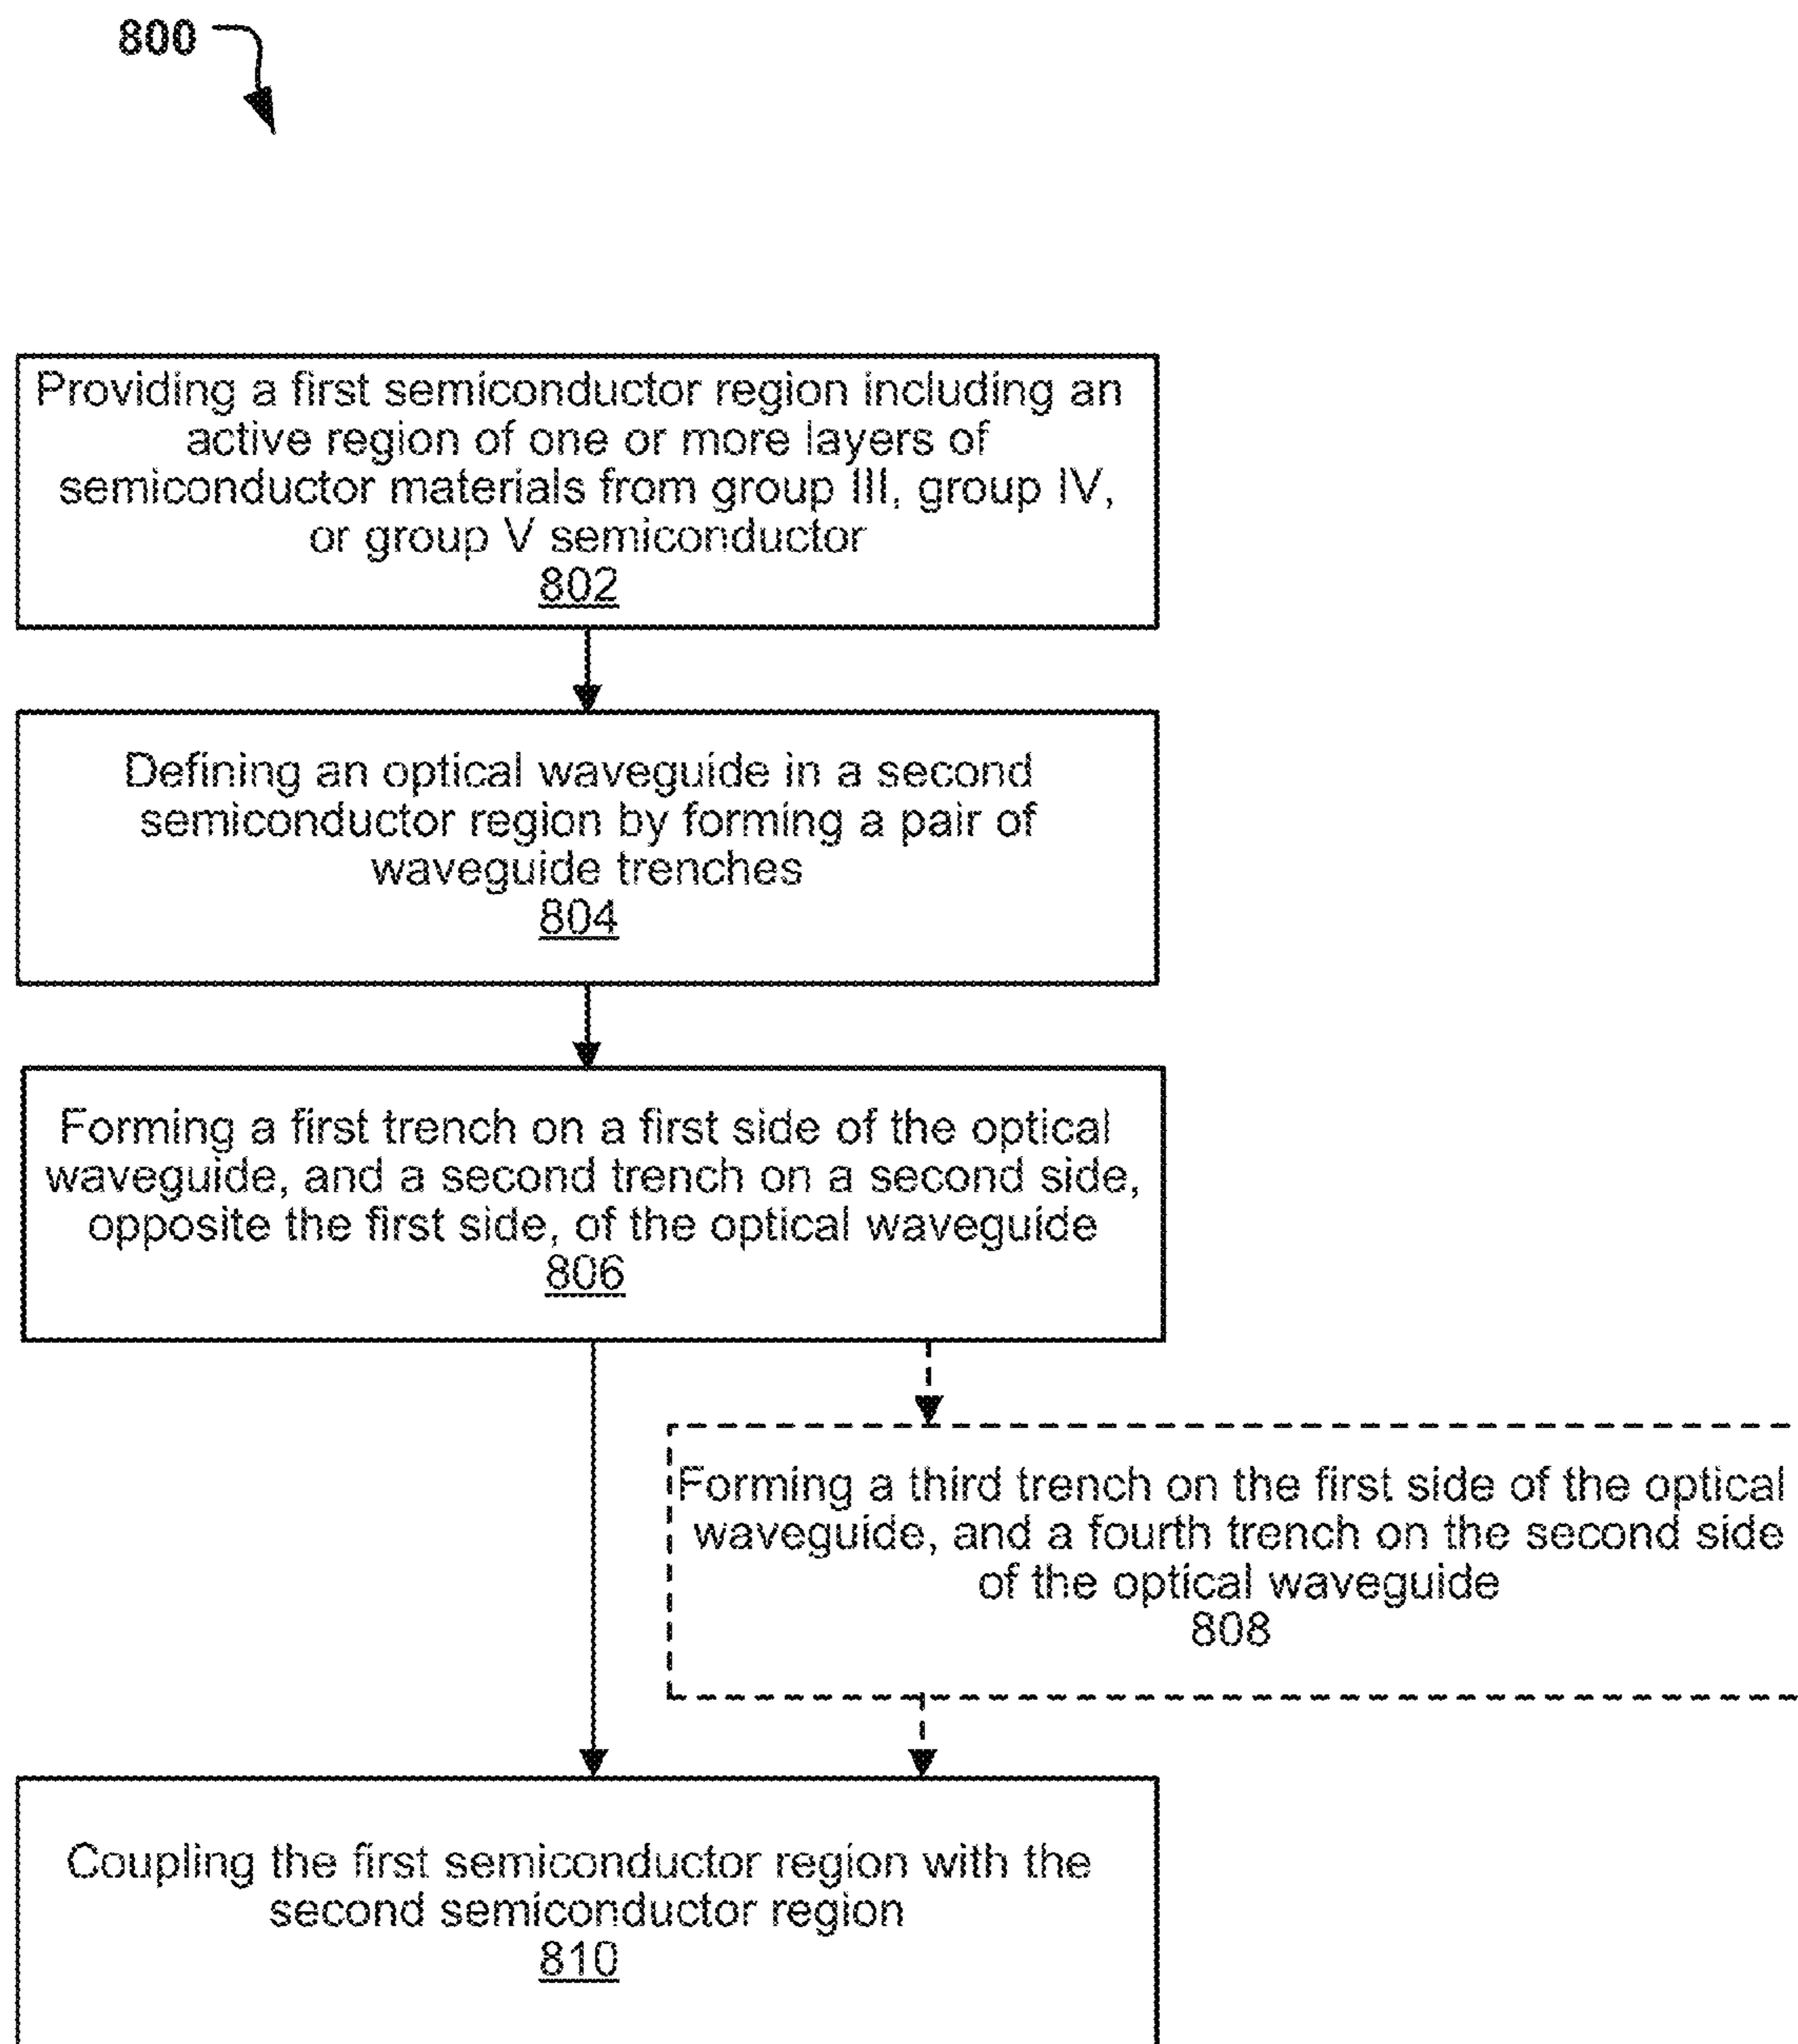 800
Providing a first semiconductor region including an
active region of one or more layers of
semiconductor materials from group III, group IV,
or group V semiconductor
802
Defining an optical waveguide in a second
semiconductor region by forming a pair of
waveguide trenches
804
Forming a first trench on a first side of the optical
waveguide, and a second trench on a second side,
opposite the first side, of the optical waveguide
806
Forming a third trench on the first side of the optical
waveguide, and a fourth trench on the second side
of the optical waveguide
808
Coupling the first semiconductor region with the
second semiconductor region
810